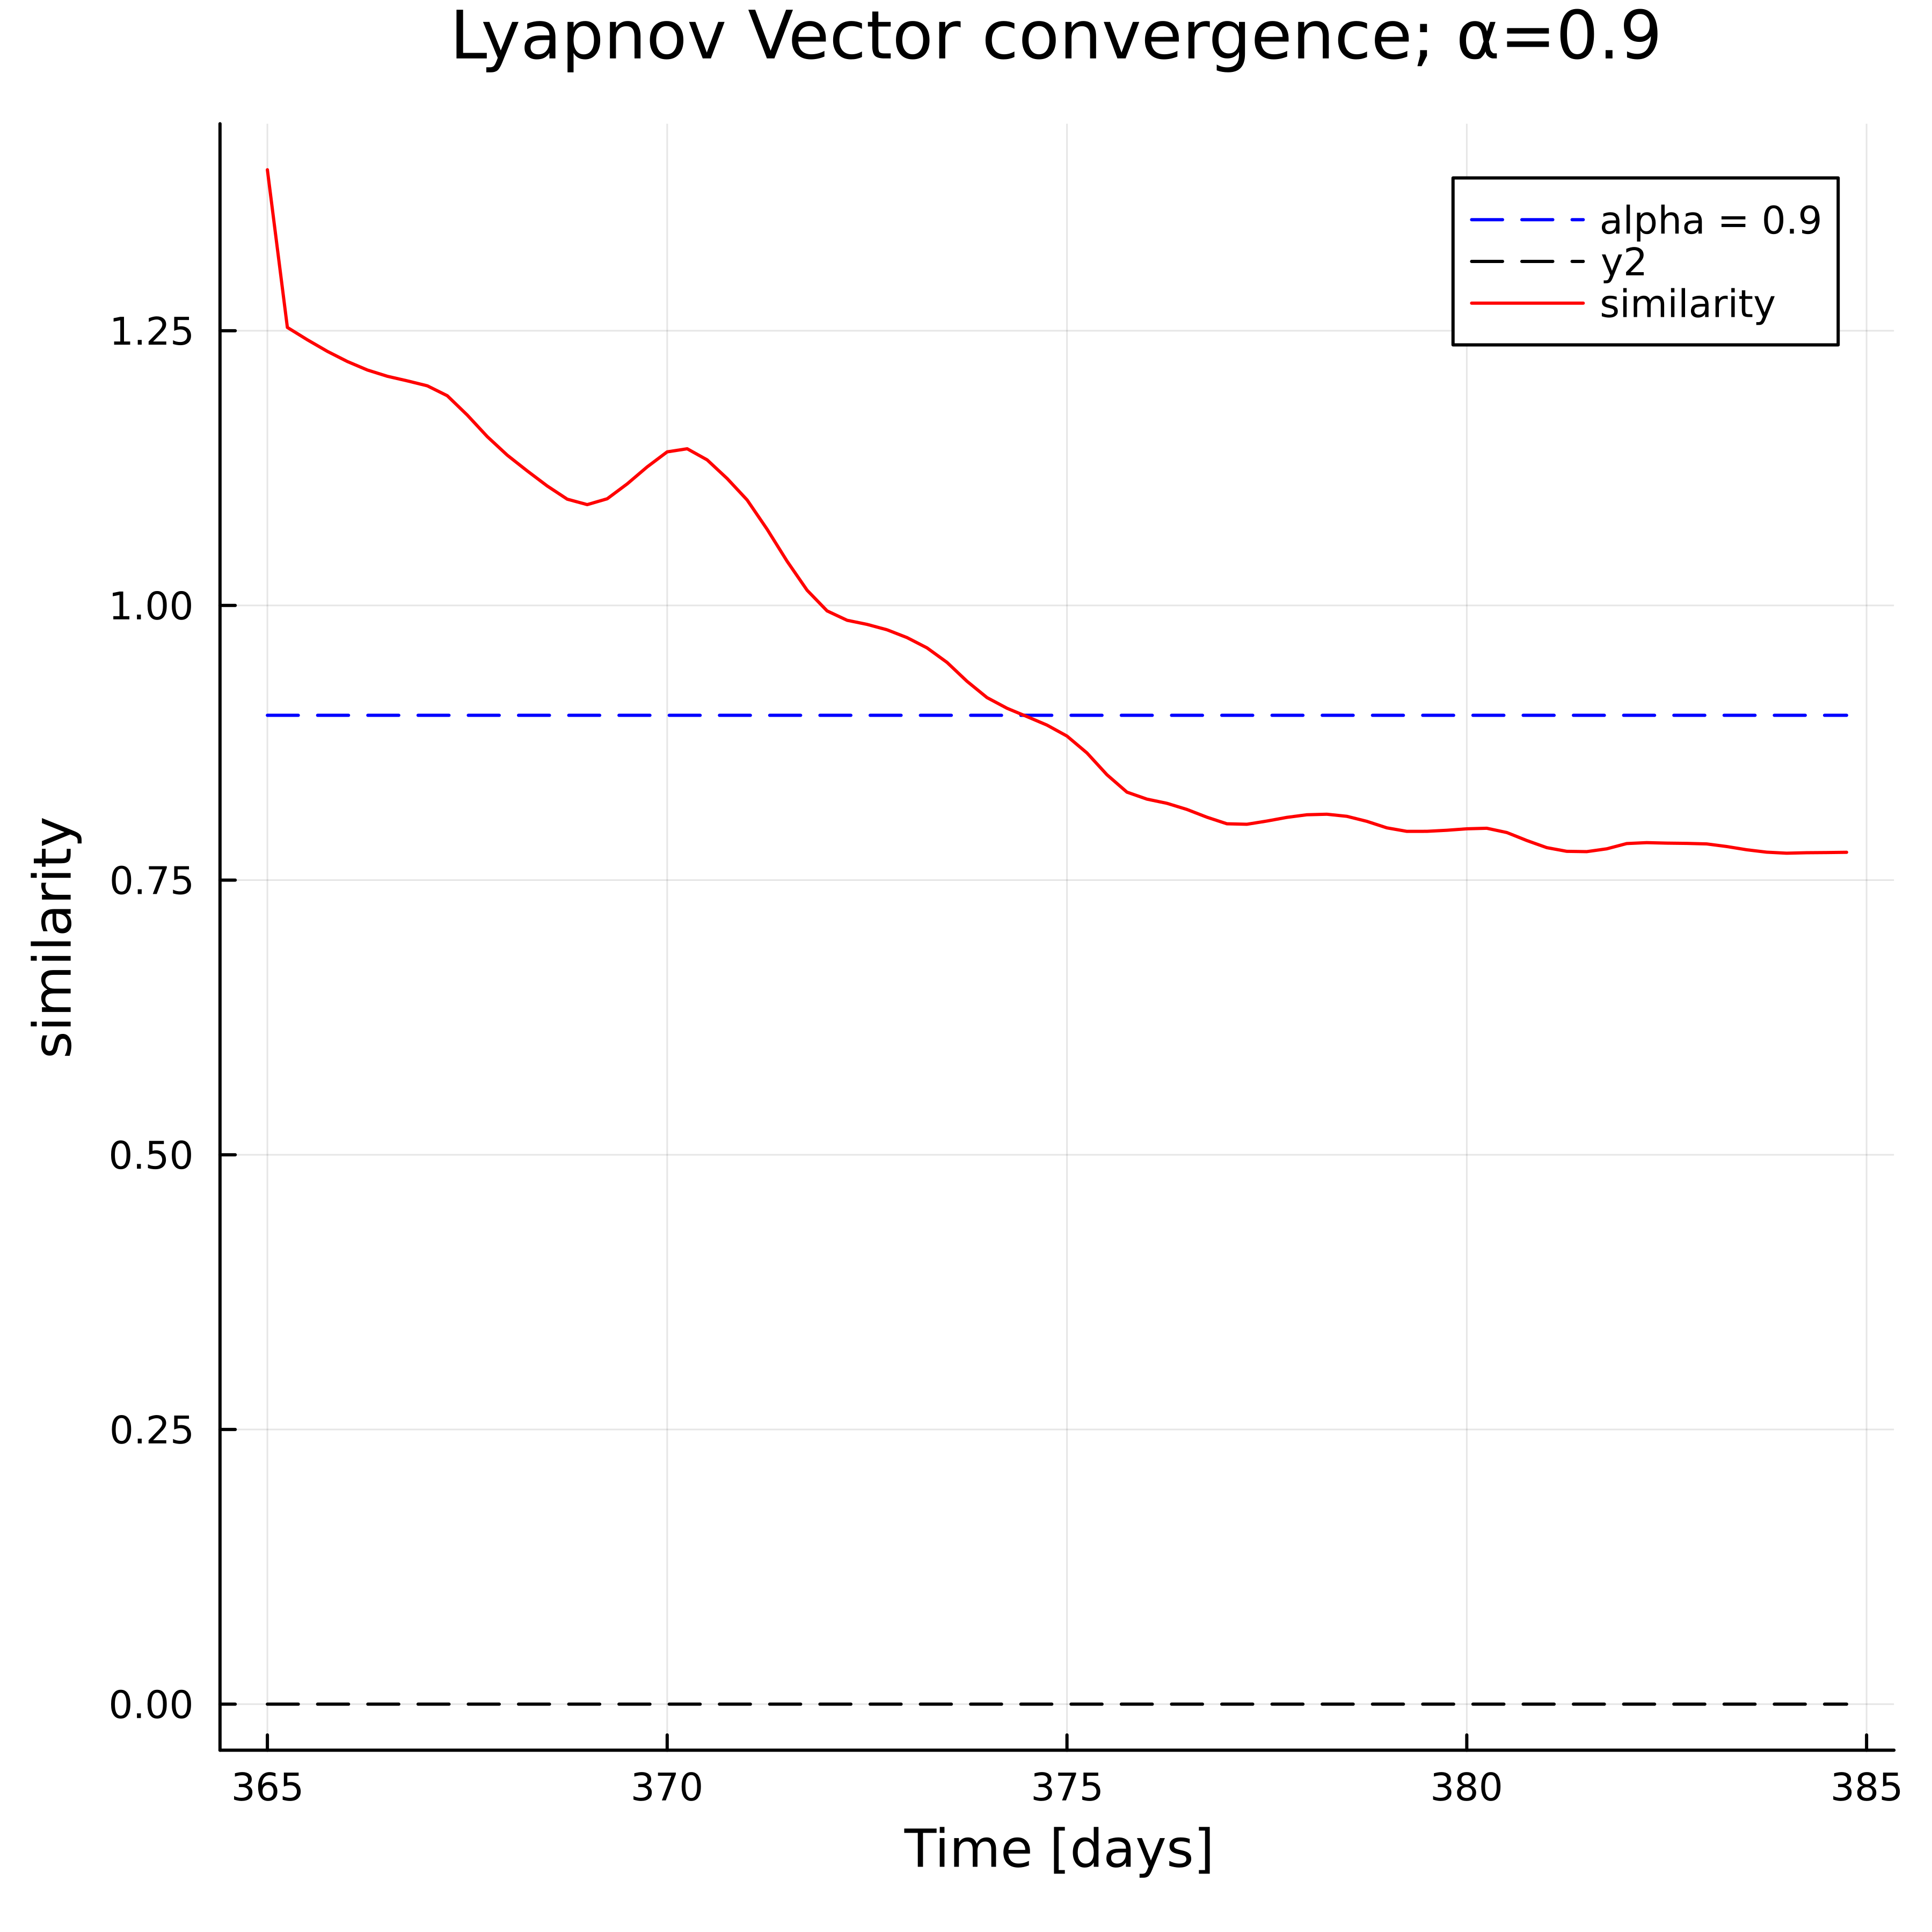 Lyapnov Vector convergence; α=0.9
alpha = 0.9
y2
similarity
1.25
1.00
0.75
0.50
0.25
0.00
similarity
365 370 375 380 385
Time [days]